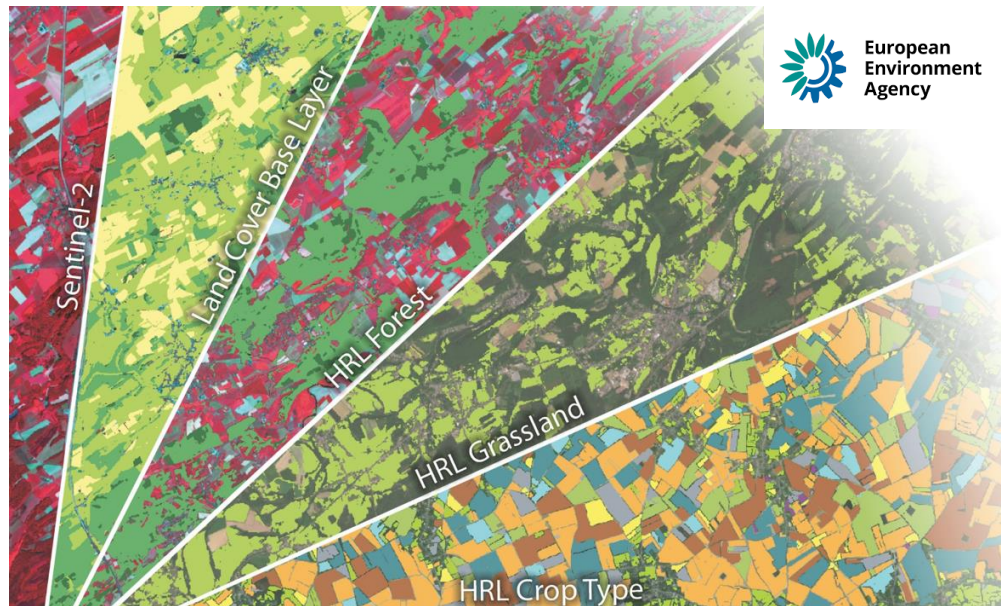 European
Environment
Agency
Sentinel-2
Land Cover Base Layer
HRL Forest
HRL Grassland
HRL Crop Type